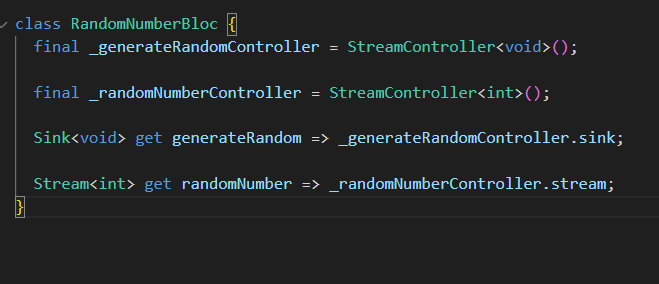 class RandomNumberBloc {
final _generateRandomController = StreamController<void>();
final _randomNumberController = StreamController<int>();
Sink<void> get generateRandom => _generateRandomController.sink;
Stream<int> get randomNumber => _randomNumberController.stream;
}